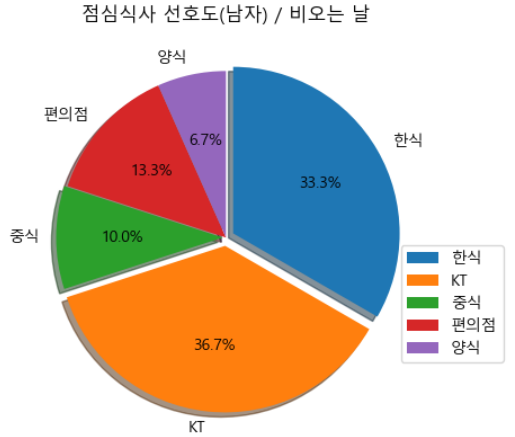 점심식사 선호도(남자) / 비오는 날
양식
편의점
한식
6.7%
13.3%
33.3%
중식
10.0%
36.7%
KT
한식
KT
중식
편의점
양식